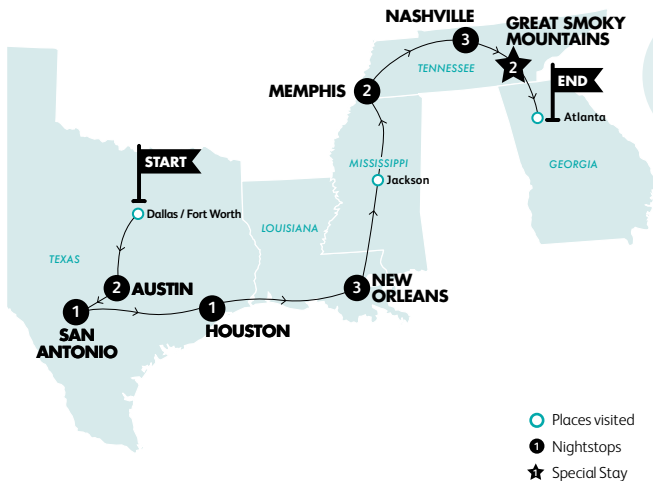 NASHVILLE
3
GREAT SMOKY
MOUNTAINS
2
TENNESSEE
END
MEMPHIS
2
Atlanta
START
MISSISSIPPI
GEORGIA
Jackson
Dallas / Fort Worth
LOUISIANA
TEXAS
2
AUSTIN
3
NEW
ORLEANS
1
SAN
ANTONIO
1
HOUSTON
Places visited
1
Nightstops
1
Special Stay